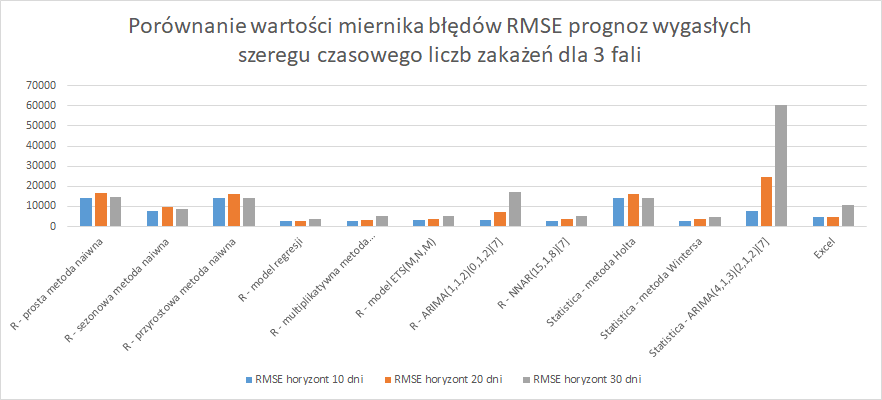 Porównanie wartości miernika błędów RMSE prognoz wygasłych
szeregu czasowego liczb zakażeń dla 3 fali
70000
60000
50000
40000
30000
20000
10000
0
R - prosta metoda naiwna
R - sezonowa metoda naiwna
R - przyrostowa metoda naiwna
R - model regresji
R - multiplikatywna metoda...
R - model ETS(M,N,M)
R - ARIMA(1,1,2)(0,1,2)[7]
R - NNAR(15,1,8)[7]
Statistica - metoda Holta
Statistica - metoda Wintersa
Statistica - ARIMA(4,1,3)(2,1,2)[7]
Excel
RMSE horyzont 10 dni
RMSE horyzont 20 dni
RMSE horyzont 30 dni